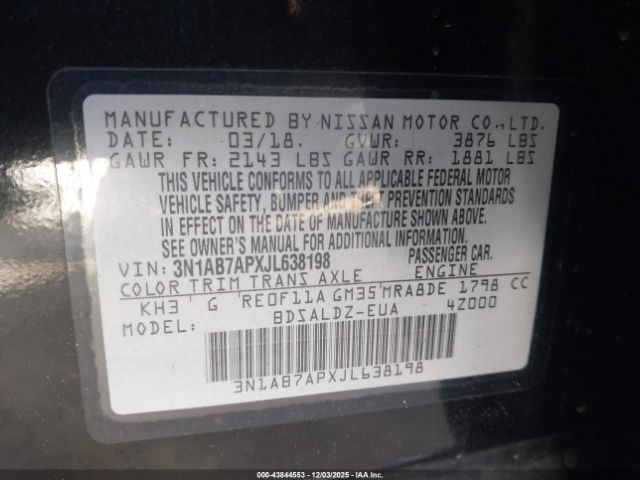 MANUFACTURED BY NISSAN MOTOR CO.,LTD.
DATE: 03/18. GVWR: 3876 LBS
GAWR FR: 2143 LBS GAWR RR: 1881 LBS
THIS VEHICLE CONFORMS TO ALL APPLICABLE FEDERAL MOTOR
VEHICLE SAFETY, BUMPER AND THEFT PREVENTION STANDARDS
IN EFFECT ON THE DATE OF MANUFACTURE SHOWN ABOVE.
SEE OWNER'S MANUAL FOR ADDITIONAL INFORMATION.
VIN: 3N1AB7APXJL638198 PASSENGER CAR.
COLOR TRIM TRANS AXLE ENGINE
KH3 G RE0F11A GM35 MRA8DE 1798 CC
MODEL: BDSALDZ-EUA 4Z000
3N1AB7APXJL638198
000-43844553 | 12/03/2025 | IAA Inc.